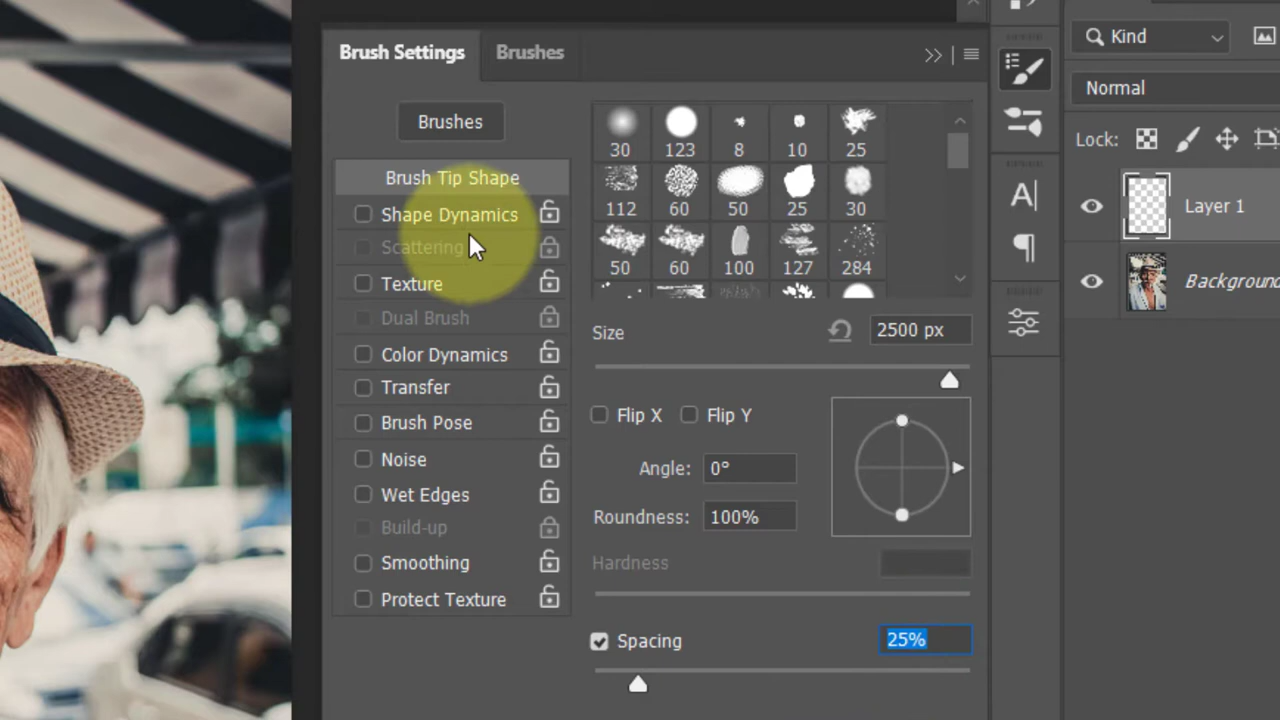 Brush Settings
Brushes
Brushes
Brush Tip Shape
Shape Dynamics
Scattering
Texture
Dual Brush
Color Dynamics
Transfer
Brush Pose
Noise
Wet Edges
Build-up
Smoothing
Protect Texture
30 123 8 10 25
112 60 50 25 30
50 60 100 127 284
Size 2500 px
Flip X Flip Y
Angle: 0°
Roundness: 100%
Hardness
Spacing 25%
A
Kind
Normal
Lock:
Layer 1
Background